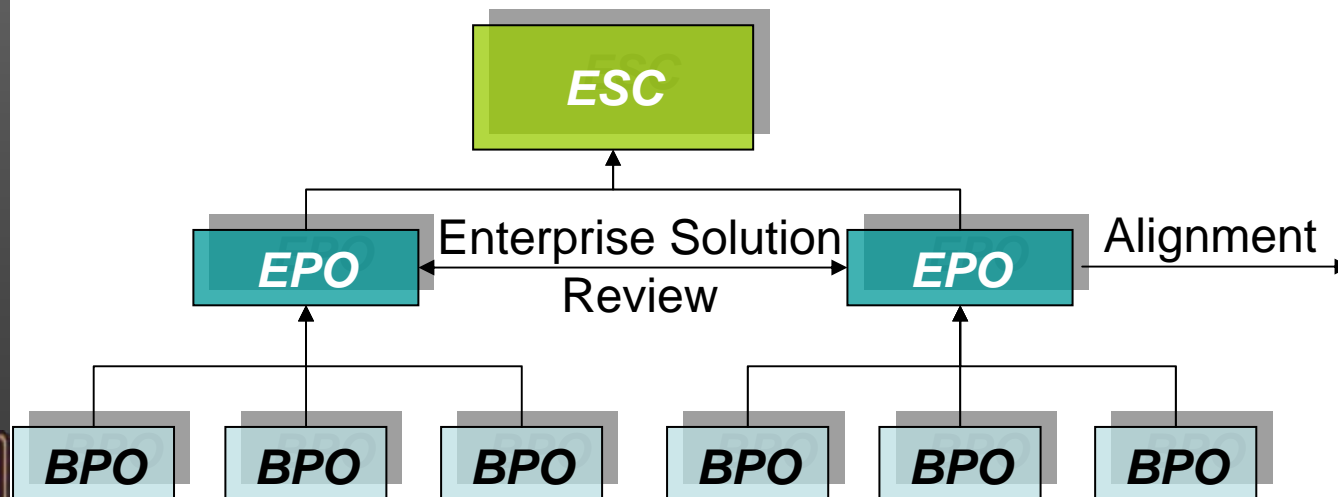 ESC
EPO
Enterprise Solution
Review
EPO
Alignment
BPO
BPO
BPO
BPO
BPO
BPO